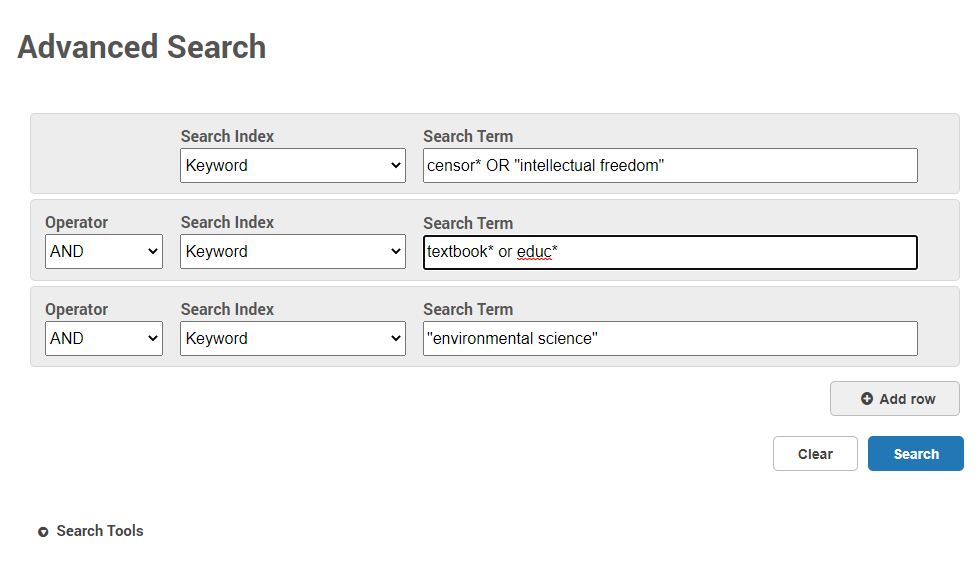 Advanced Search
Search Index Search Term
Keyword censor* OR "intellectual freedom"
Operator Search Index Search Term
AND Keyword textbook* or educ*
Operator Search Index Search Term
AND Keyword "environmental science"
Add row
Clear Search
Search Tools